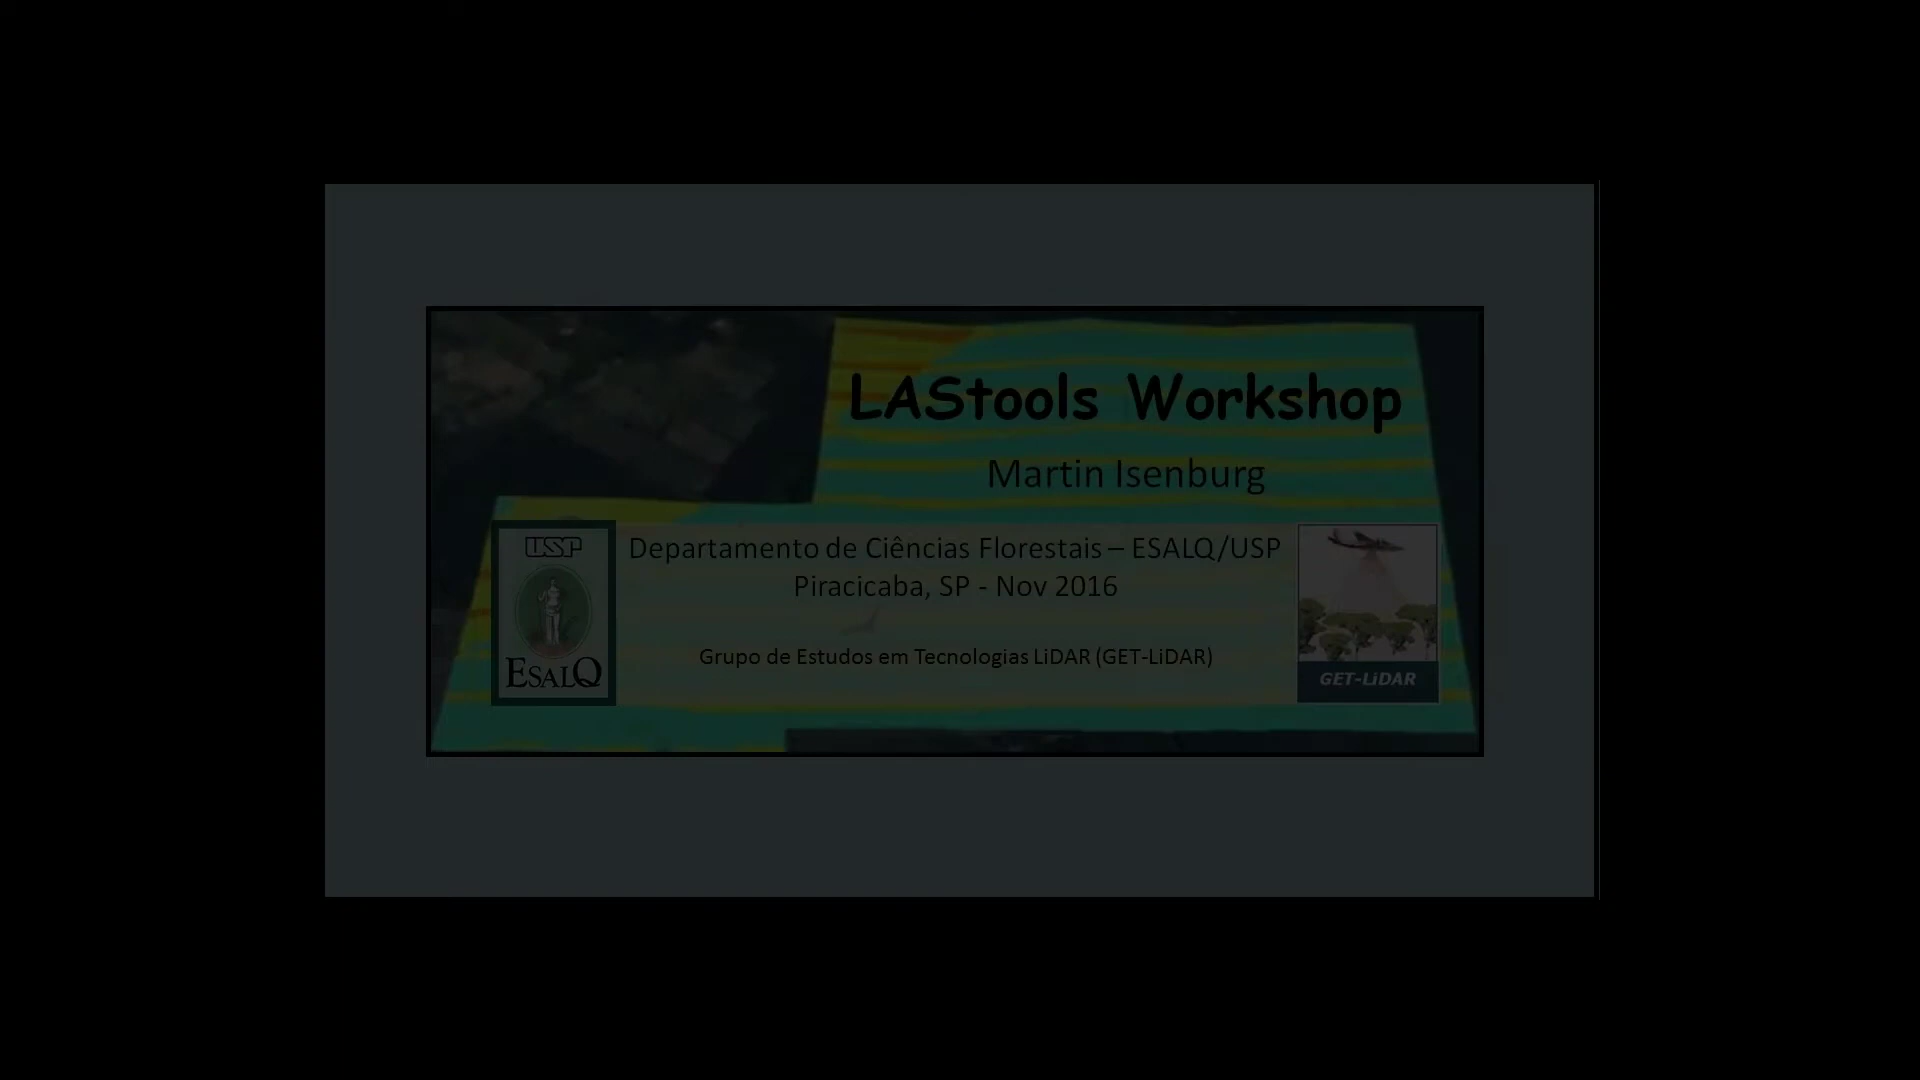 LAStools Workshop
Martin Isenburg
USP
ESALQ
Departamento de Ciências Florestais – ESALQ/USP
Piracicaba, SP - Nov 2016
Grupo de Estudos em Tecnologias LiDAR (GET-LiDAR)
GET-LiDAR